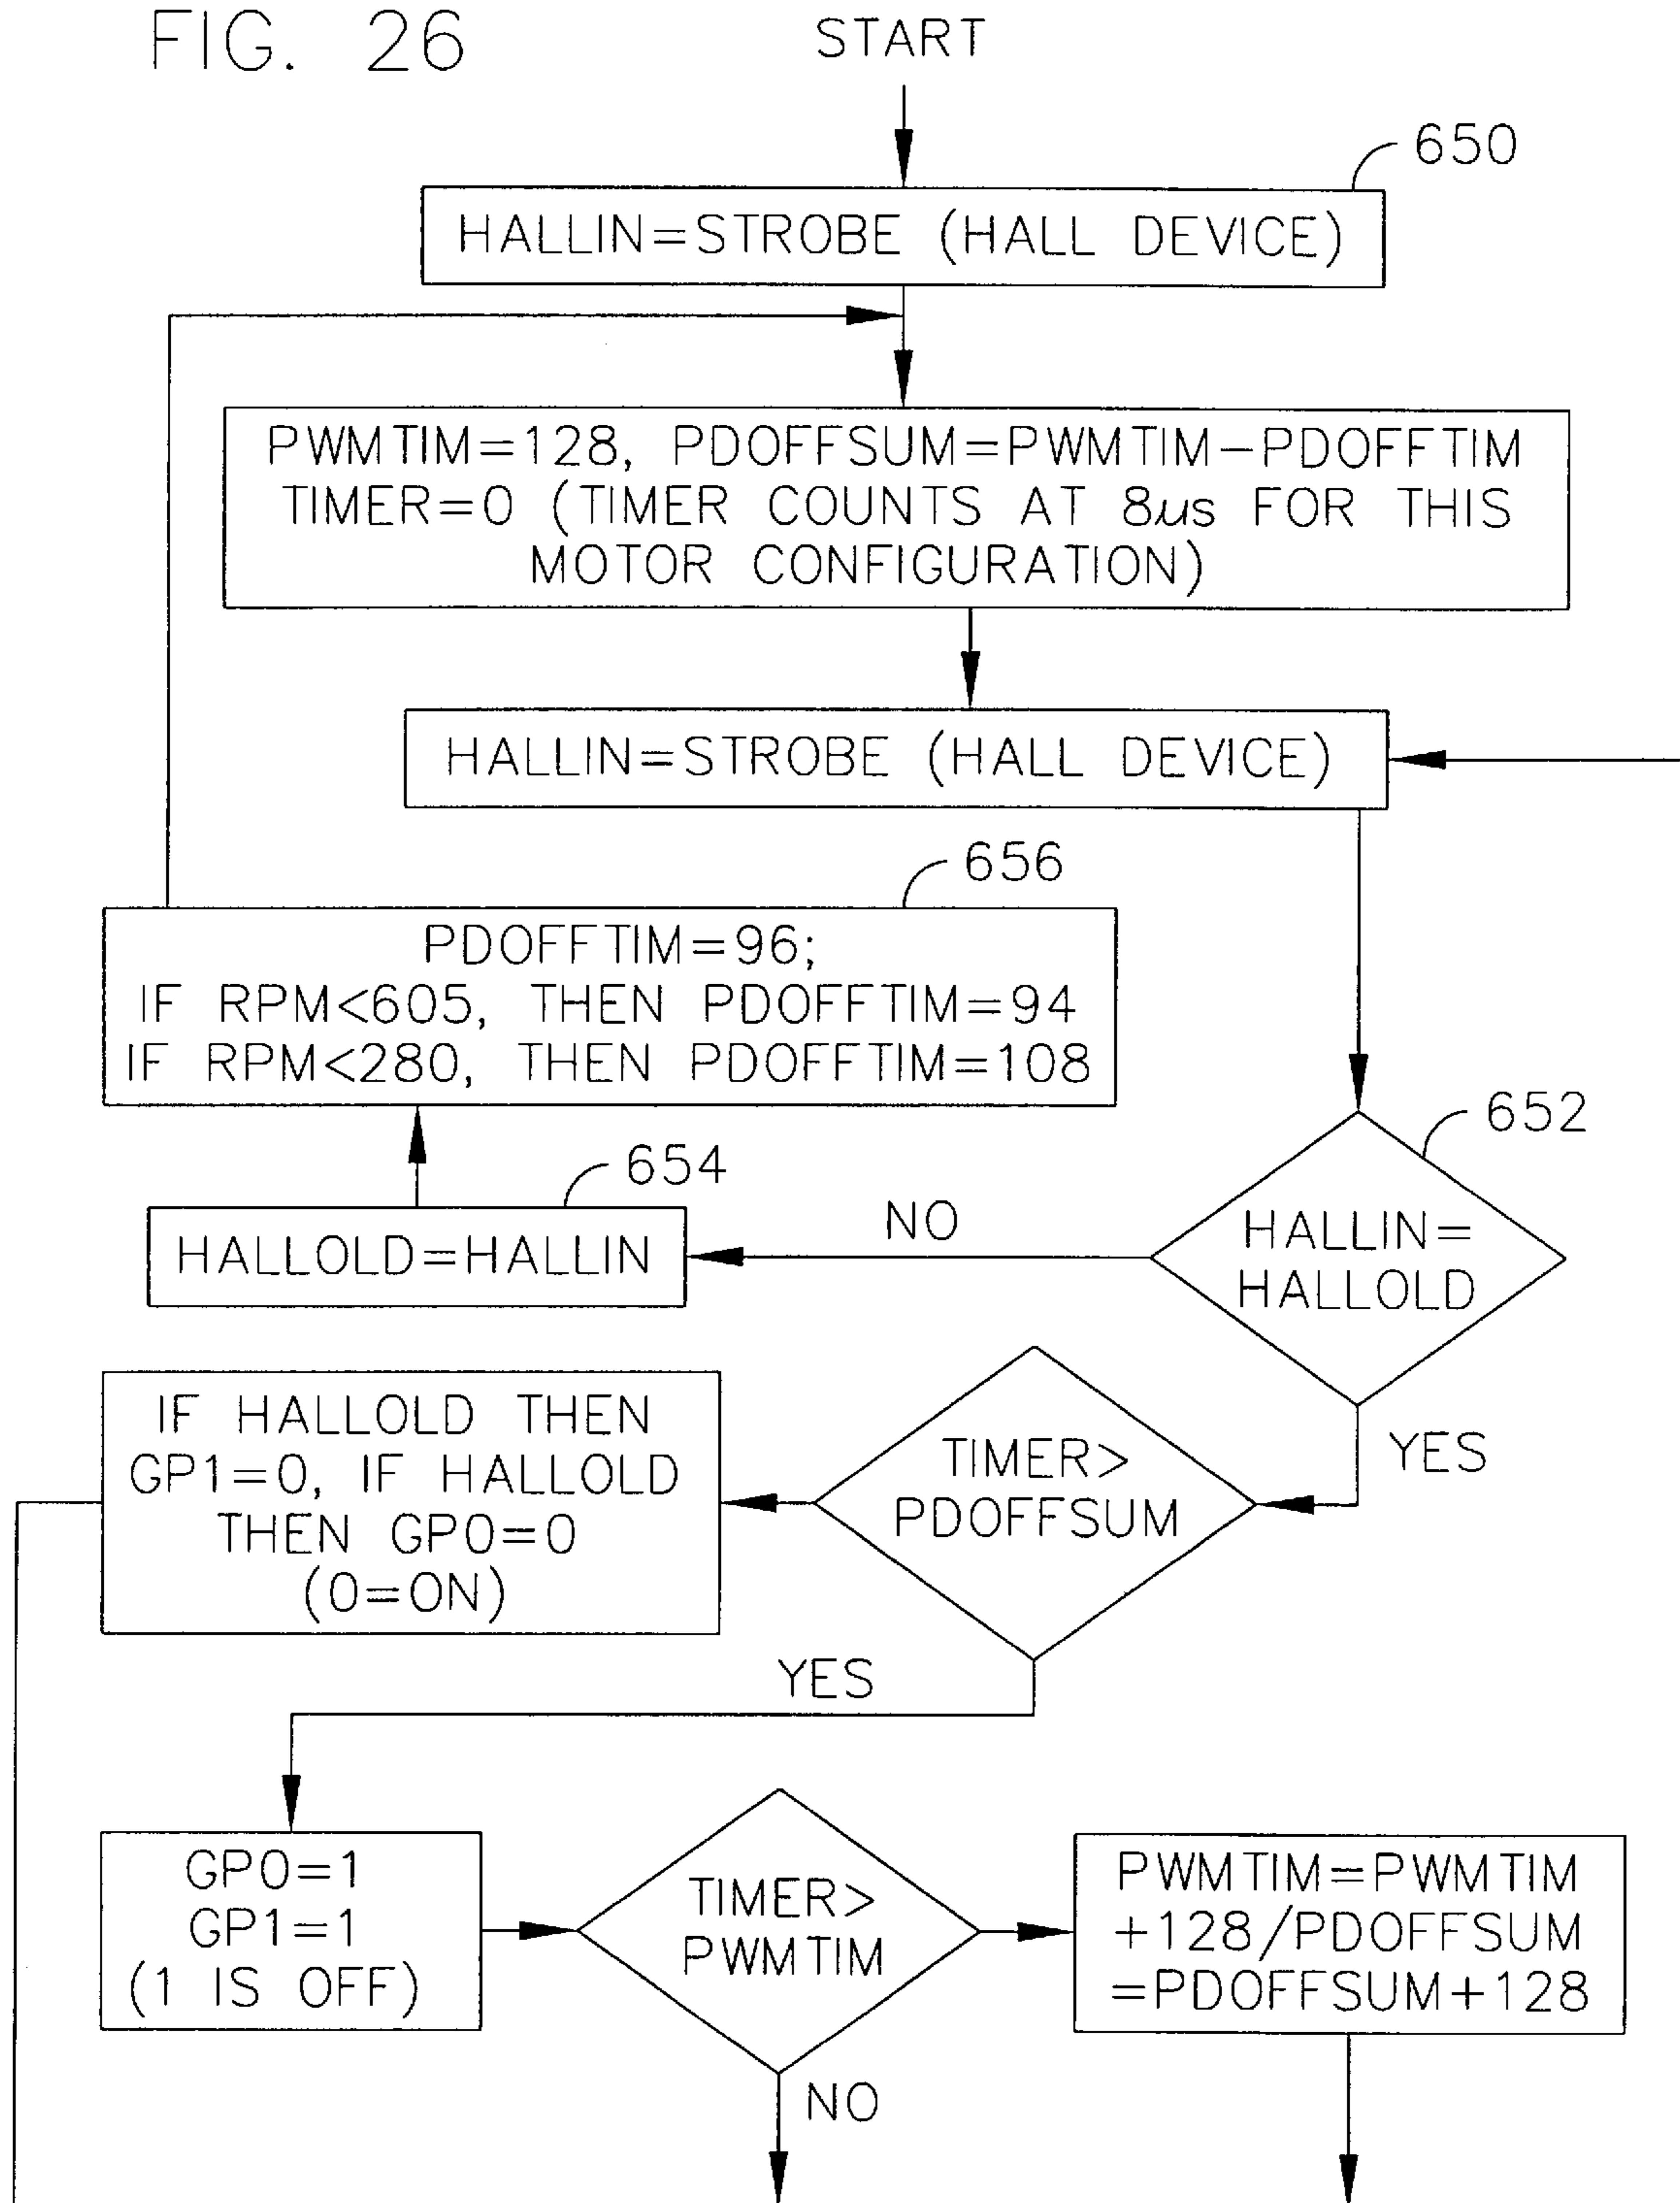 FIG. 26
START
650
HALLIN=STROBE (HALL DEVICE)
PWMTIM=128, PDOFFSUM=PWMTIM-PDOFFTIM
TIMER=0 (TIMER COUNTS AT 8µs FOR THIS
MOTOR CONFIGURATION)
HALLIN=STROBE (HALL DEVICE)
656
PDOFFTIM=96;
IF RPM<605, THEN PDOFFTIM=94
IF RPM<280, THEN PDOFFTIM=108
652
654
NO
HALLIN=
HALLOLD
HALLOLD=HALLIN
YES
IF HALLOLD THEN
GP1=0, IF HALLOLD
THEN GP0=0
(0=ON)
TIMER>
PDOFFSUM
YES
GP0=1
GP1=1
(1 IS OFF)
TIMER>
PWMTIM
PWMTIM=PWMTIM
+128/PDOFFSUM
=PDOFFSUM+128
NO